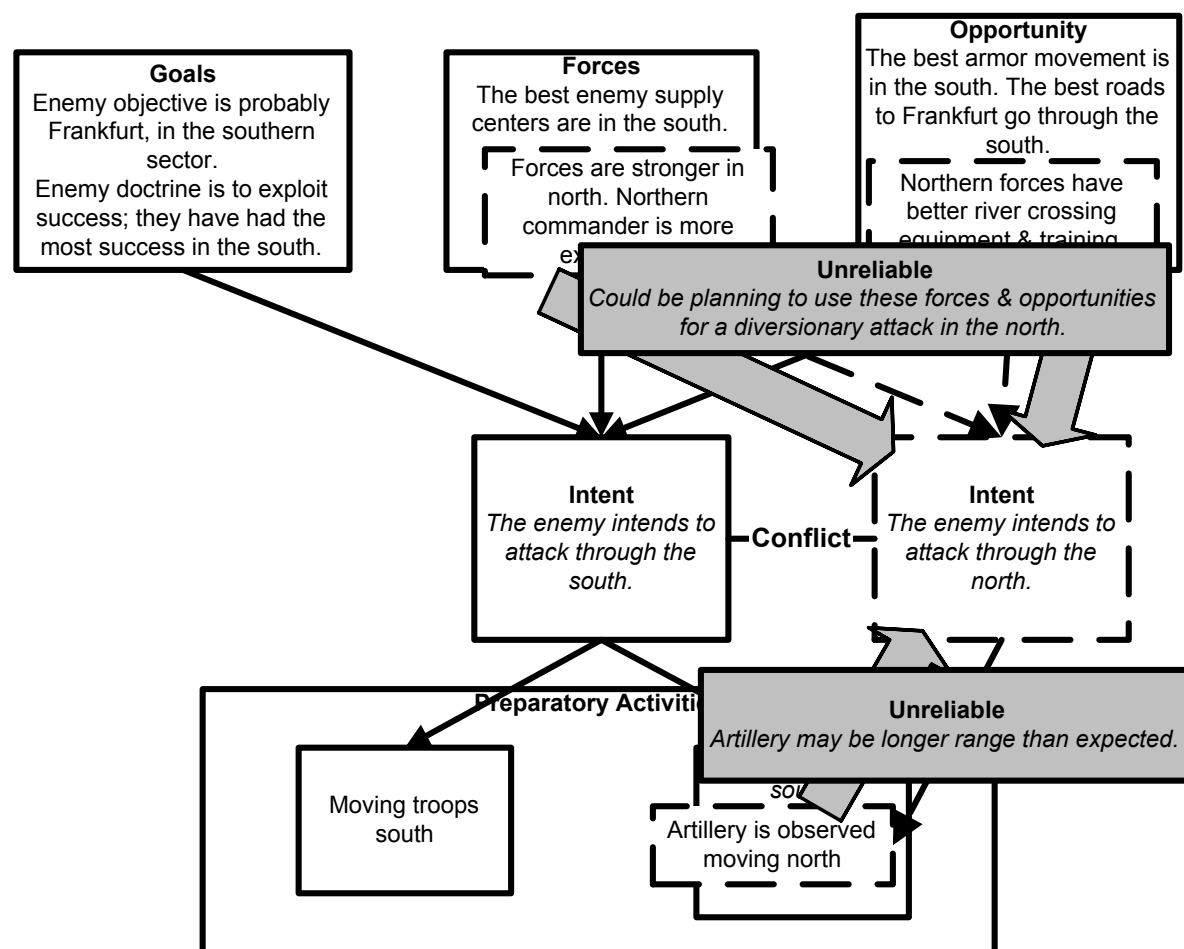 Goals
Enemy objective is probably
Frankfurt, in the southern
sector.
Enemy doctrine is to exploit
success; they have had the
most success in the south.
Forces
The best enemy supply
centers are in the south.
Forces are stronger in
north. Northern
commander is more
Opportunity
The best armor movement is
in the south. The best roads
to Frankfurt go through the
south.
Northern forces have
better river crossing
equipment & training
Unreliable
Could be planning to use these forces & opportunities
for a diversionary attack in the north.
Intent
The enemy intends to
attack through the
south.
Conflict
Intent
The enemy intends to
attack through the
north.
Preparatory
Unreliable
Artillery may be longer range than expected.
Moving troops
south
Artillery is observed
moving north